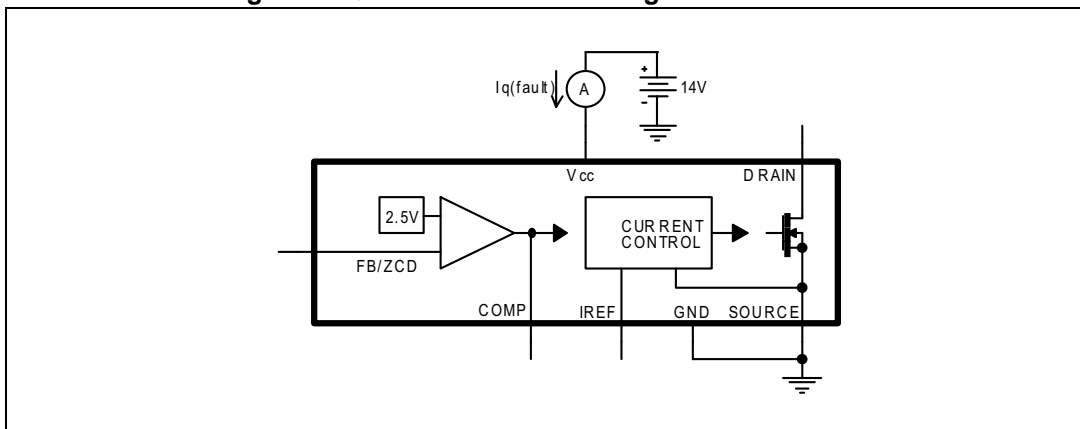 Iq(fault)
A
+
-
14V
Vcc
DRAIN
2.5V
CURRENT
CONTROL
FB/ZCD
COMP
IREF
GND
SOURCE